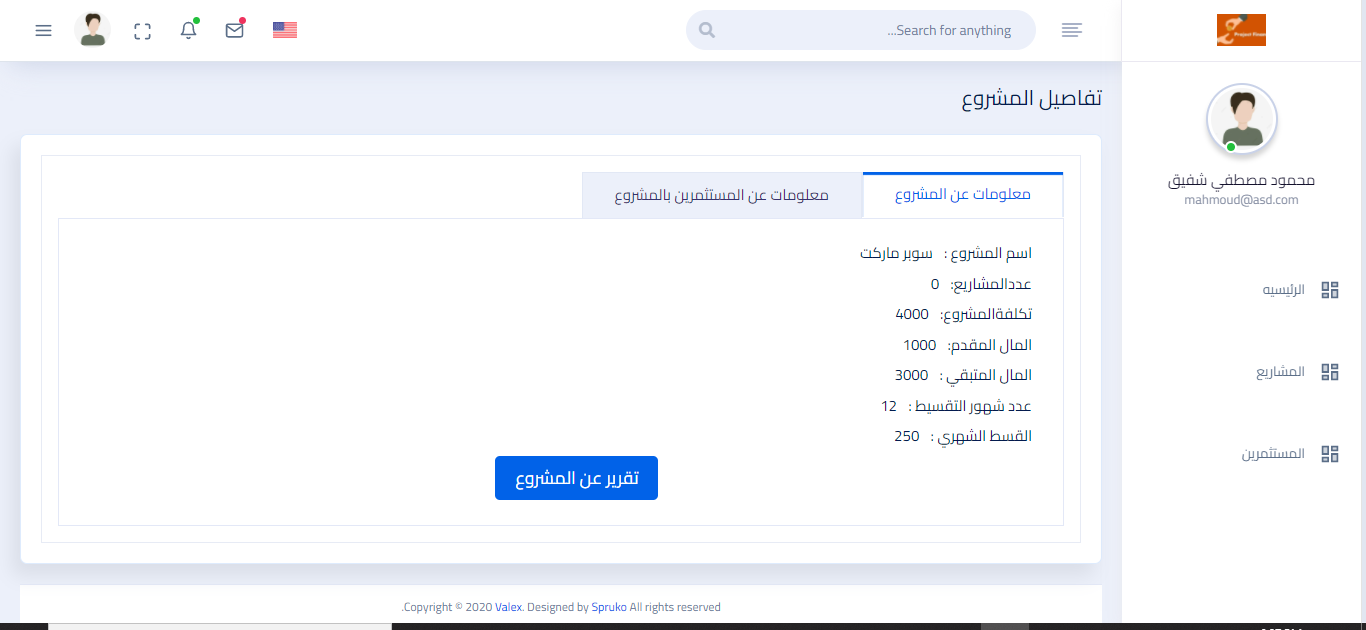 Search for anything...
تفاصيل المشروع
محمود مصطفي شفيق
mahmoud@asd.com
الرئيسيه
المشاريع
المستثمرين
معلومات عن المشروع
معلومات عن المستثمرين بالمشروع
اسم المشروع : سوبر ماركت
عددالمشاريع: 0
تكلفةالمشروع: 4000
المال المقدم: 1000
المال المتبقي : 3000
عدد شهور التقسيط : 12
القسط الشهري : 250
تقرير عن المشروع
Copyright © 2020 Valex. Designed by Spruko All rights reserved.